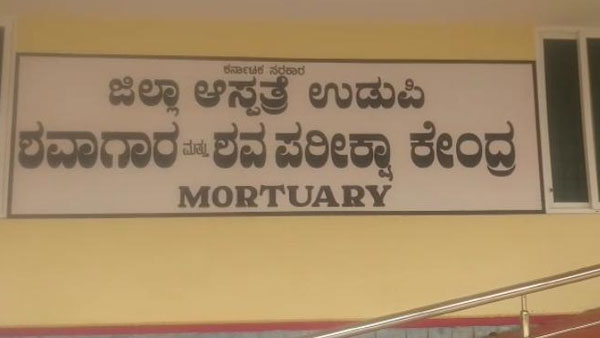 ಕರ್ನಾಟಕ ಸರಕಾರ
ಜಿಲ್ಲಾ ಆಸ್ಪತ್ರೆ ಉಡುಪಿ
ಶವಾಗಾರ ಮತ್ತು ಶವ ಪರೀಕ್ಷಾ ಕೇಂದ್ರ
MORTUARY